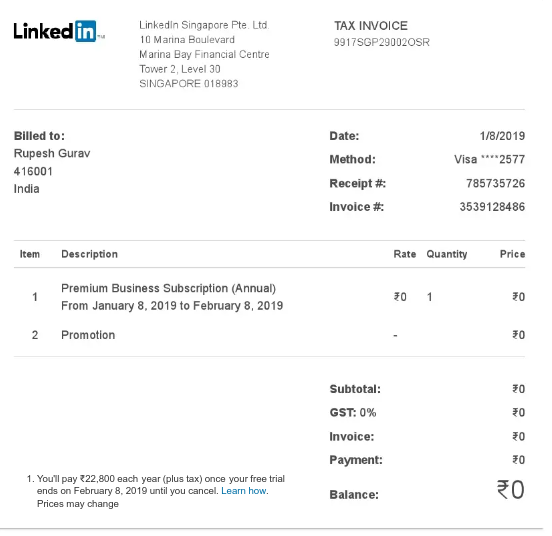 LinkedIn
LinkedIn Singapore Pte. Ltd
10 Marina Boulevard
Marina Bay Financial Centre
Tower 2, Level 30
SINGAPORE 018983
TAX INVOICE
9917SGP29002OSR
Billed to:
Rupesh Gurav
416001
India
Date: 1/8/2019
Method: Visa ****2577
Receipt #: 785735726
Invoice #: 3539128486
Item Description Rate Quantity Price
1 Premium Business Subscription (Annual) ₹0 1 ₹0
From January 8, 2019 to February 8, 2019
2 Promotion - ₹0
Subtotal: ₹0
GST: 0% ₹0
Invoice: ₹0
Payment: ₹0
Balance: ₹0
1. You'll pay ₹22,800 each year (plus tax) once your free trial
ends on February 8, 2019 until you cancel. Learn how.
Prices may change